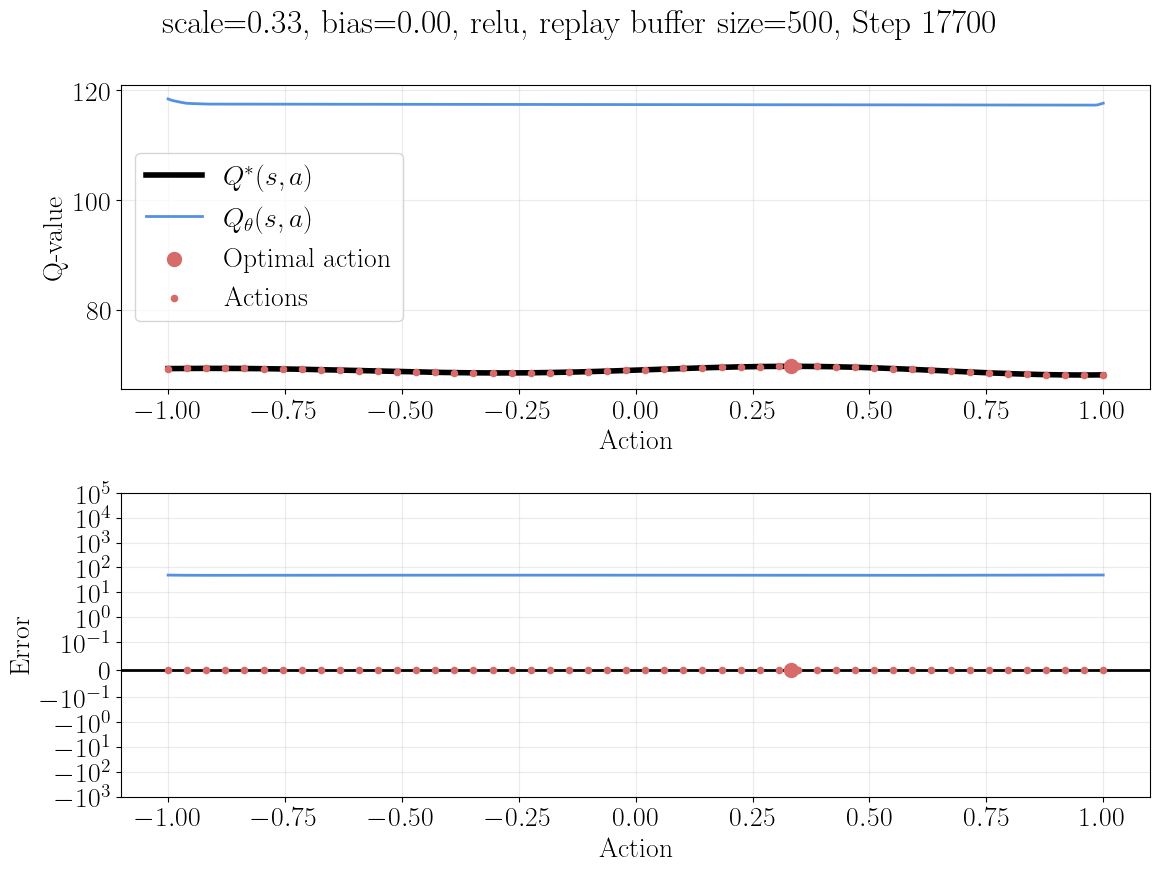 scale=0.33, bias=0.00, relu, replay buffer size=500, Step 17700
120
100
80
Q-value
Q*(s, a)
Q_θ(s, a)
Optimal action
Actions
−1.00 −0.75 −0.50 −0.25 0.00 0.25 0.50 0.75 1.00
Action
10^5
10^4
10^3
10^2
10^1
10^0
10^−1
0
−10^−1
−10^0
−10^1
−10^2
−10^3
Error
−1.00 −0.75 −0.50 −0.25 0.00 0.25 0.50 0.75 1.00
Action